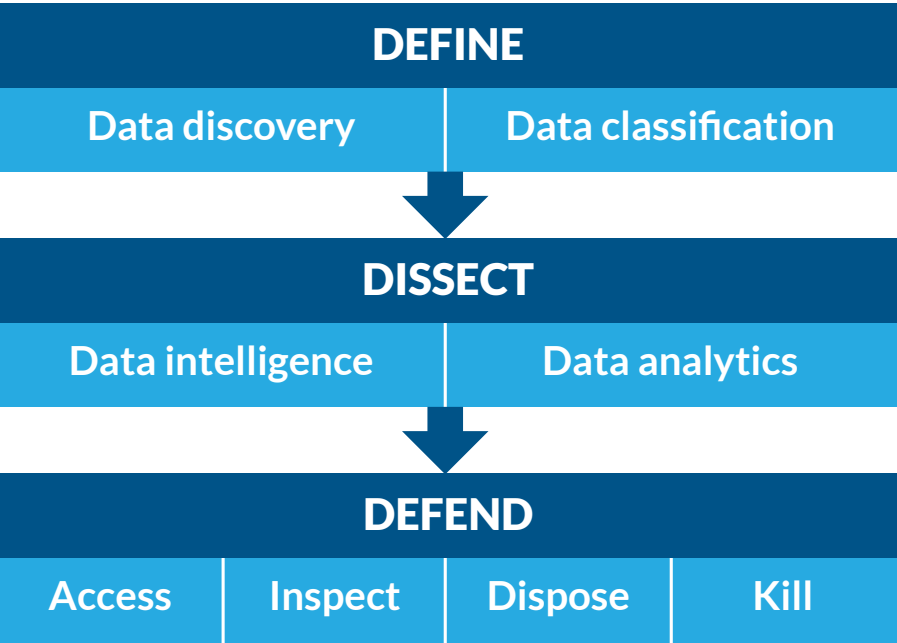 DEFINE
Data discovery Data classification
DISSECT
Data intelligence Data analytics
DEFEND
Access Inspect Dispose Kill